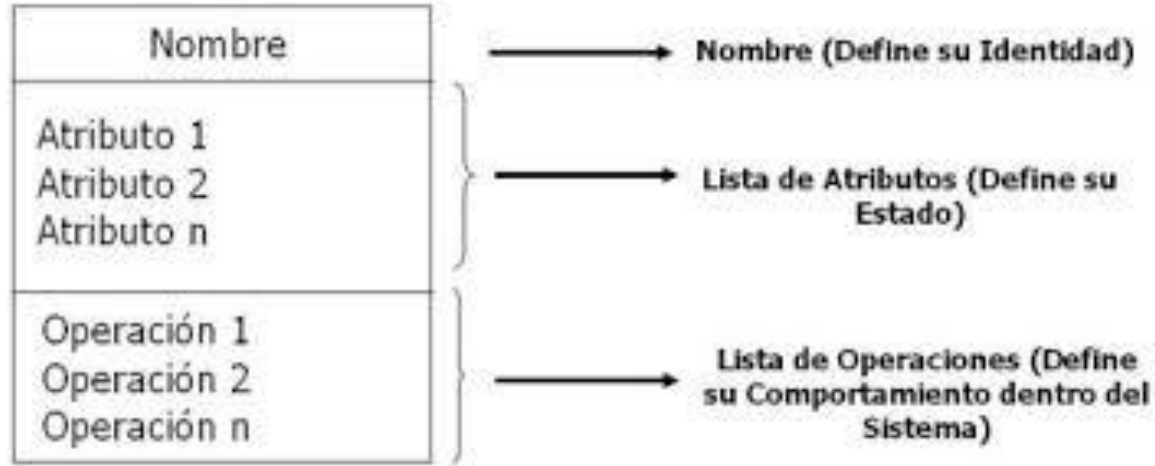 Nombre
Nombre (Define su Identidad)
Atributo 1
Atributo 2
Atributo n
Lista de Atributos (Define su
Estado)
Operación 1
Operación 2
Operación n
Lista de Operaciones (Define
su Comportamiento dentro del
Sistema)